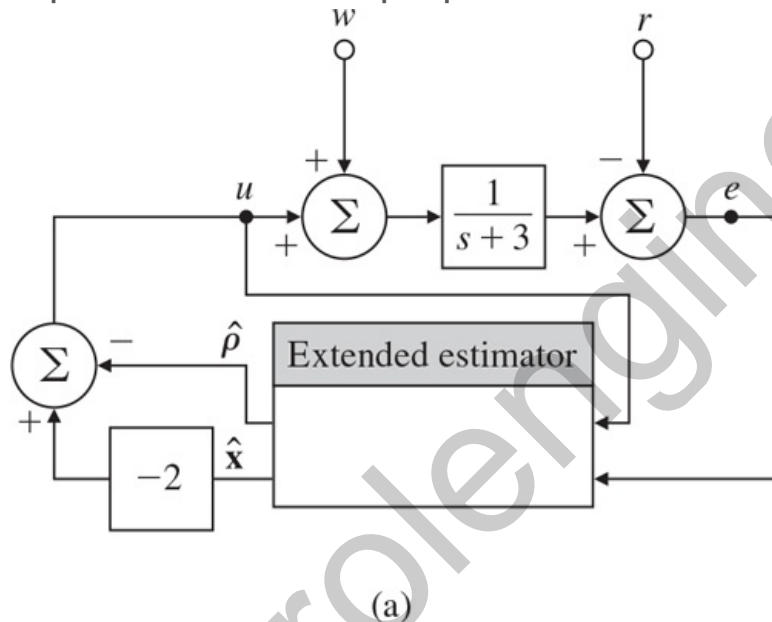 w
r
+
−
u
e
+
Σ
1
s + 3
+
Σ
ρ̂
Extended estimator
−
Σ
+
−2
x̂
(a)